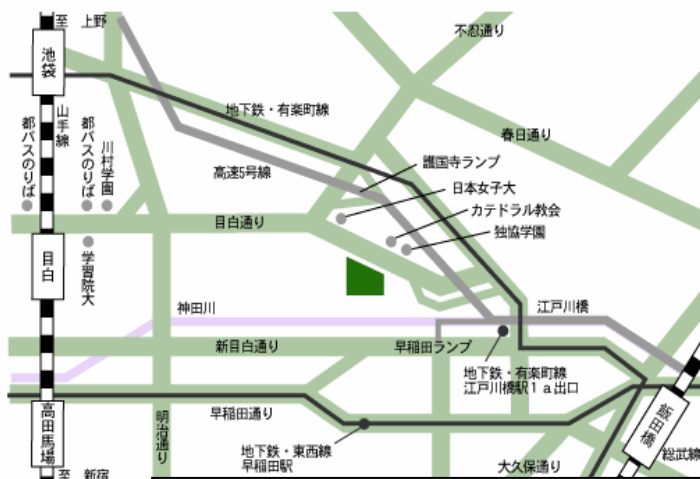 至 上野
不忍通り
池袋
地下鉄・有楽町線
山手線
都バスのりば
都バスのりば
川村学園
春日通り
高速5号線
護国寺ランプ
日本女子大
カテドラル教会
独協学園
目白通り
目白
学習院大
神田川
江戸川橋
新目白通り
早稲田ランプ
地下鉄・有楽町線
江戸川橋駅1a出口
高田馬場
早稲田通り
明治通り
飯田橋
地下鉄・東西線
早稲田駅
大久保通り
総武線
至 新宿